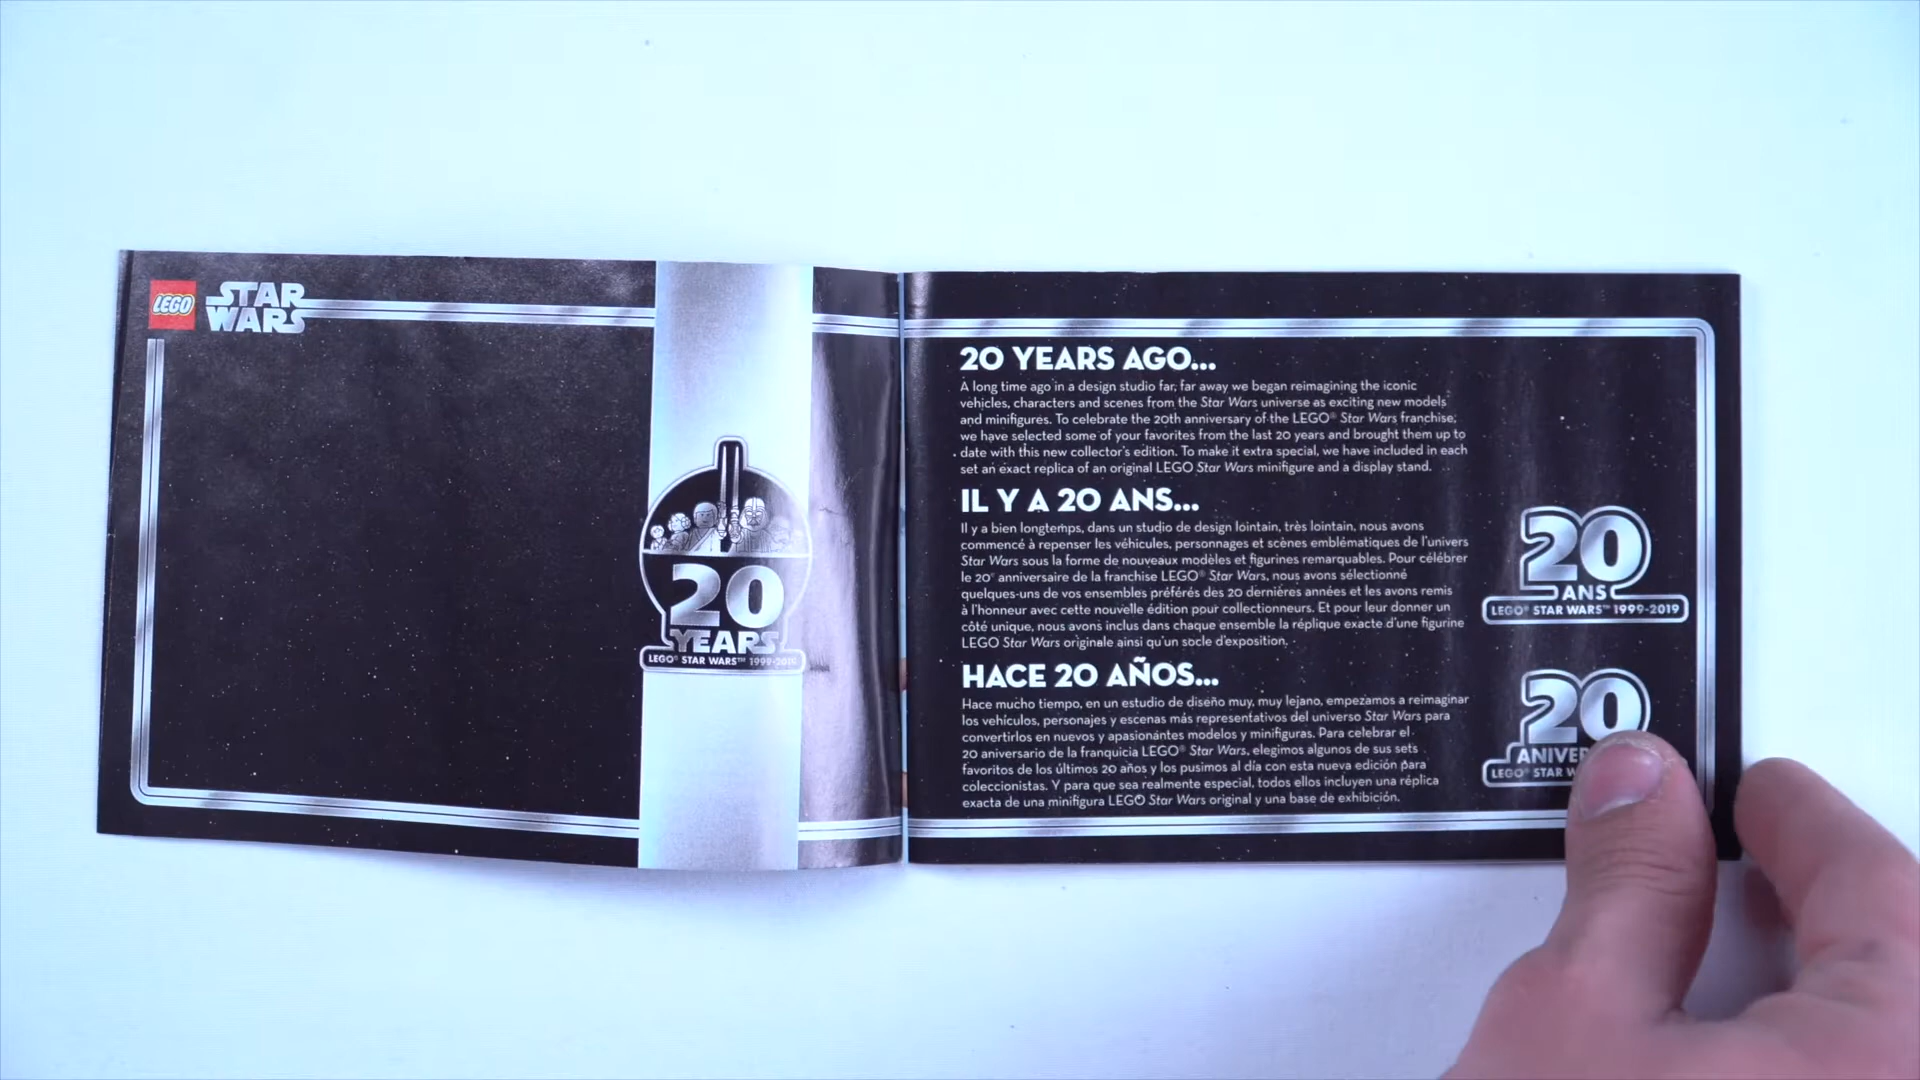 LEGO STAR
WARS
20
YEARS
LEGO® STAR WARS™ 1999-2019
20 YEARS AGO...
A long time ago in a design studio far, far away we began reimagining the iconic
vehicles, characters and scenes from the Star Wars universe as exciting new models
and minifigures. To celebrate the 20th anniversary of the LEGO® Star Wars franchise,
we have selected some of your favorites from the last 20 years and brought them up to
date with this new collector's edition. To make it extra special, we have included in each
set an exact replica of an original LEGO Star Wars minifigure and a display stand.
IL Y A 20 ANS...
Il y a bien longtemps, dans un studio de design lointain, très lointain, nous avons
commencé à repenser les véhicules, personnages et scènes emblématiques de l'univers
Star Wars sous la forme de nouveaux modèles et figurines remarquables. Pour célébrer
le 20e anniversaire de la franchise LEGO® Star Wars, nous avons sélectionné
quelques-uns de vos ensembles préférés des 20 dernières années et les avons remis
à l'honneur avec cette nouvelle édition pour collectionneurs. Et pour leur donner un
côté unique, nous avons inclus dans chaque ensemble la réplique exacte d'une figurine
LEGO Star Wars originale ainsi qu'un socle d'exposition.
20
ANS
LEGO® STAR WARS™ 1999-2019
HACE 20 AÑOS...
Hace mucho tiempo, en un estudio de diseño muy, muy lejano, empezamos a reimaginar
los vehículos, personajes y escenas más representativos del universo Star Wars para
convertirlos en nuevos y apasionantes modelos y minifiguras. Para celebrar el
20 aniversario de la franquicia LEGO® Star Wars, elegimos algunos de sus sets
favoritos de los últimos 20 años y los pusimos al día con esta nueva edición para
coleccionistas. Y para que sea realmente especial, todos ellos incluyen una réplica
exacta de una minifigura LEGO Star Wars original y una base de exhibición.
20
ANIVER
LEGO® STAR W